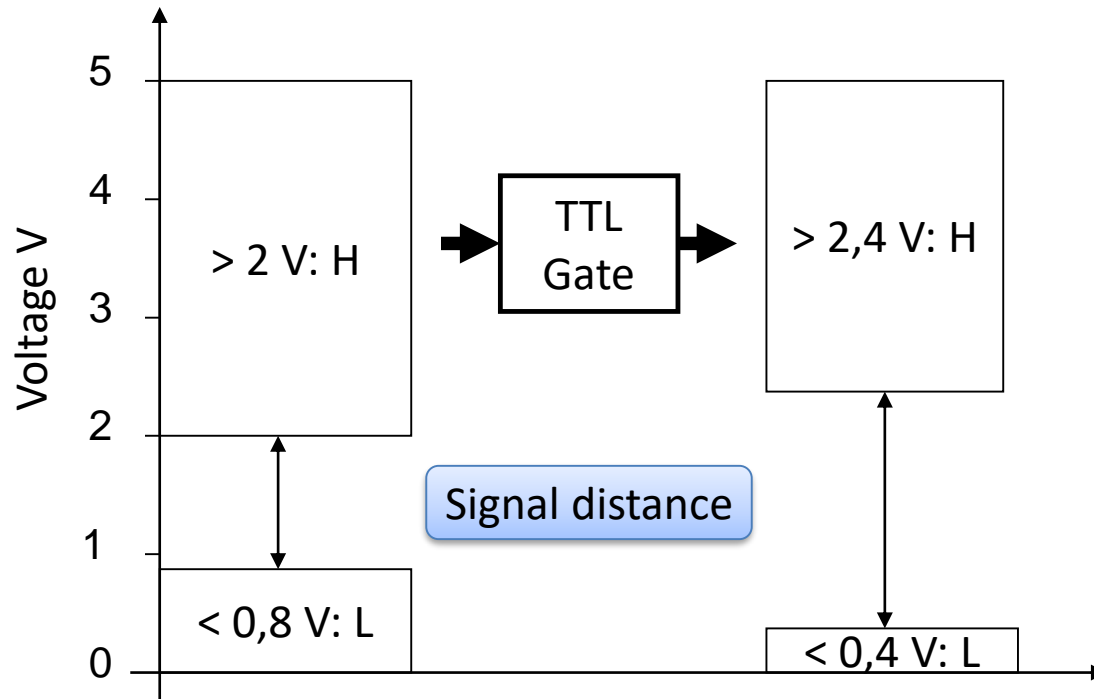 Voltage V
5
4
3
2
1
0
> 2 V: H
< 0,8 V: L
TTL
Gate
Signal distance
> 2,4 V: H
< 0,4 V: L